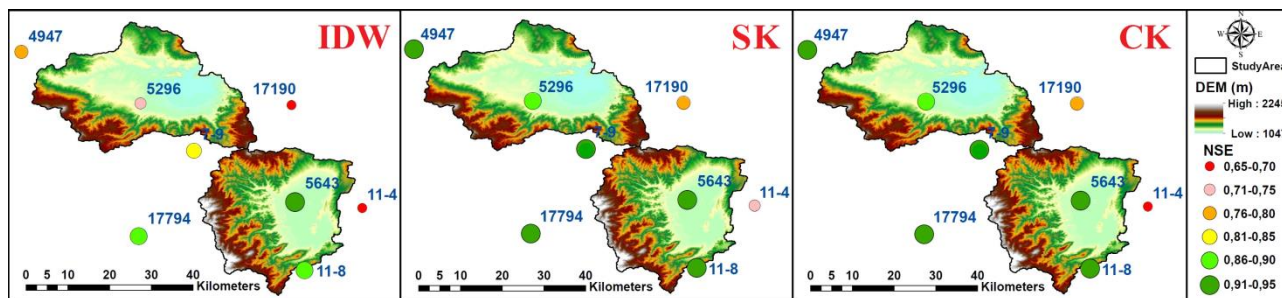 IDW
4947
5296
17190
7-9
5643
11-4
17794
11-8
0 5 10 20 30 40
Kilometers
SK
4947
5296
17190
7-9
5643
11-4
17794
11-8
0 5 10 20 30 40
Kilometers
CK
4947
5296
17190
7-9
5643
11-4
17794
11-8
0 5 10 20 30 40
Kilometers
N
W E
S
StudyArea
DEM (m)
High : 2245
Low : 1047
NSE
0,65-0,70
0,71-0,75
0,76-0,80
0,81-0,85
0,86-0,90
0,91-0,95